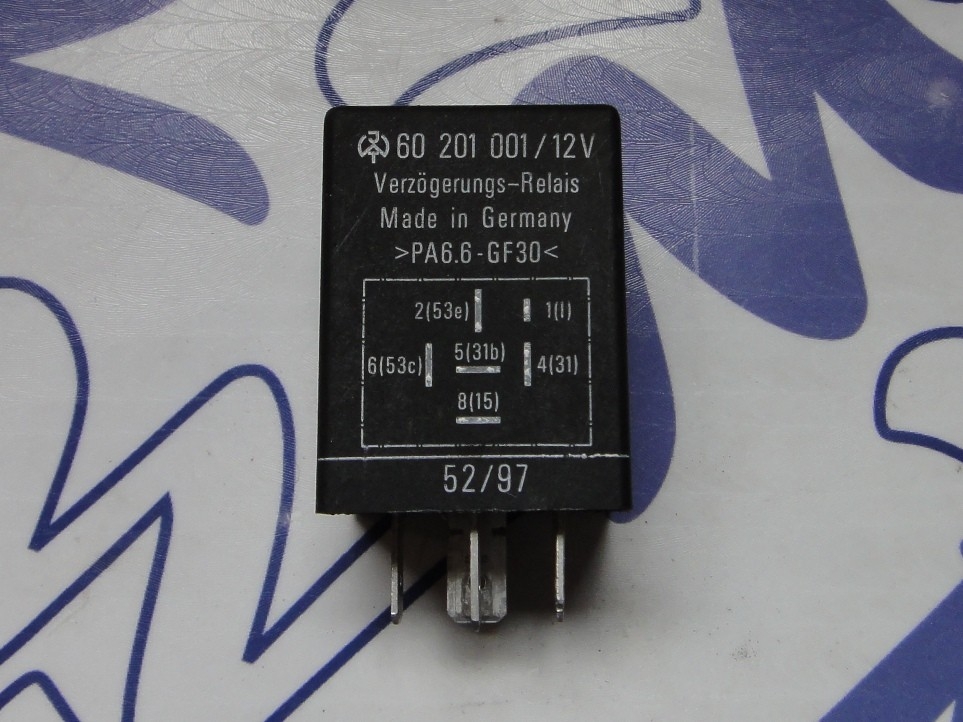 60 201 001/12V
Verzögerungs-Relais
Made in Germany
>PA6.6-GF30<
2(53e) 1(I)
6(53c) 5(31b) 4(31)
8(15)
52/97